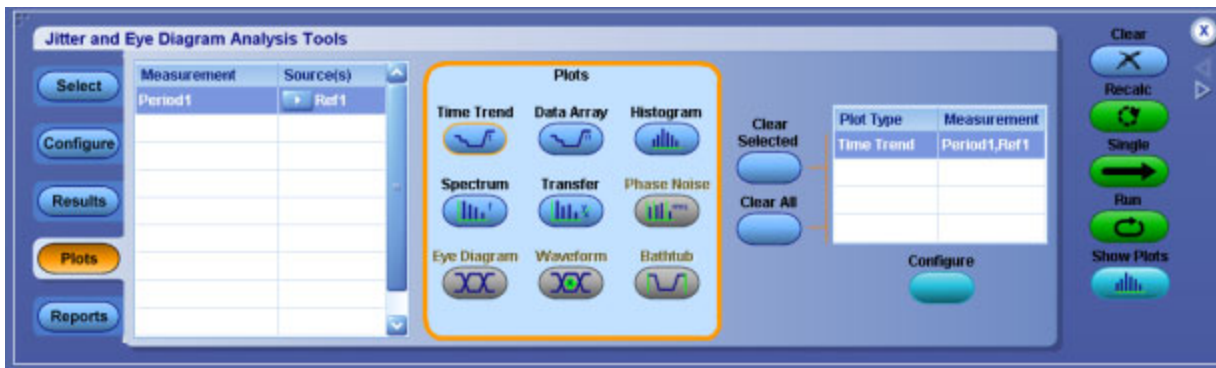 Jitter and Eye Diagram Analysis Tools
Select
Configure
Results
Plots
Reports
Measurement Source(s)
Period1 Ref1
Plots
Time Trend Data Array Histogram
Spectrum Transfer Phase Noise
Eye Diagram Waveform Bathtub
Clear
Selected
Clear All
Plot Type Measurement
Time Trend Period1,Ref1
Configure
Clear
X
Recalc
Single
Run
Show Plots